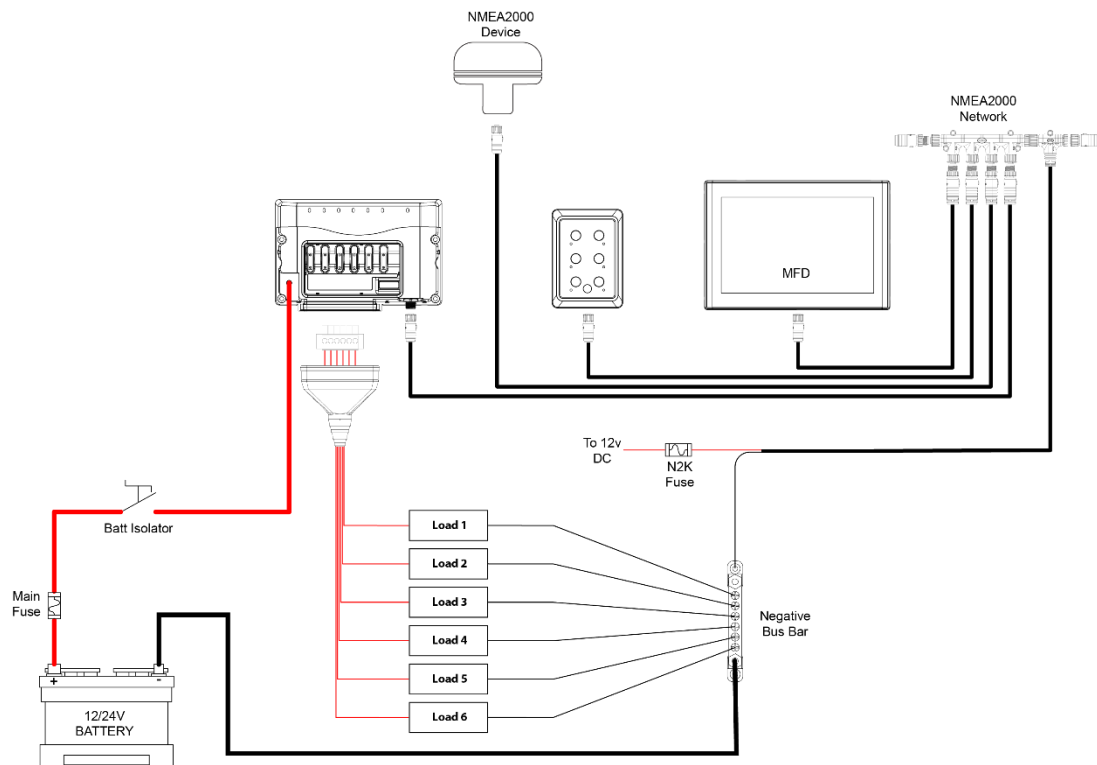 NMEA2000
Device
NMEA2000
Network
MFD
To 12v
DC
N2K
Fuse
Batt Isolator
Load 1
Load 2
Load 3
Load 4
Load 5
Load 6
Negative
Bus Bar
Main
Fuse
+ -
12/24V
BATTERY